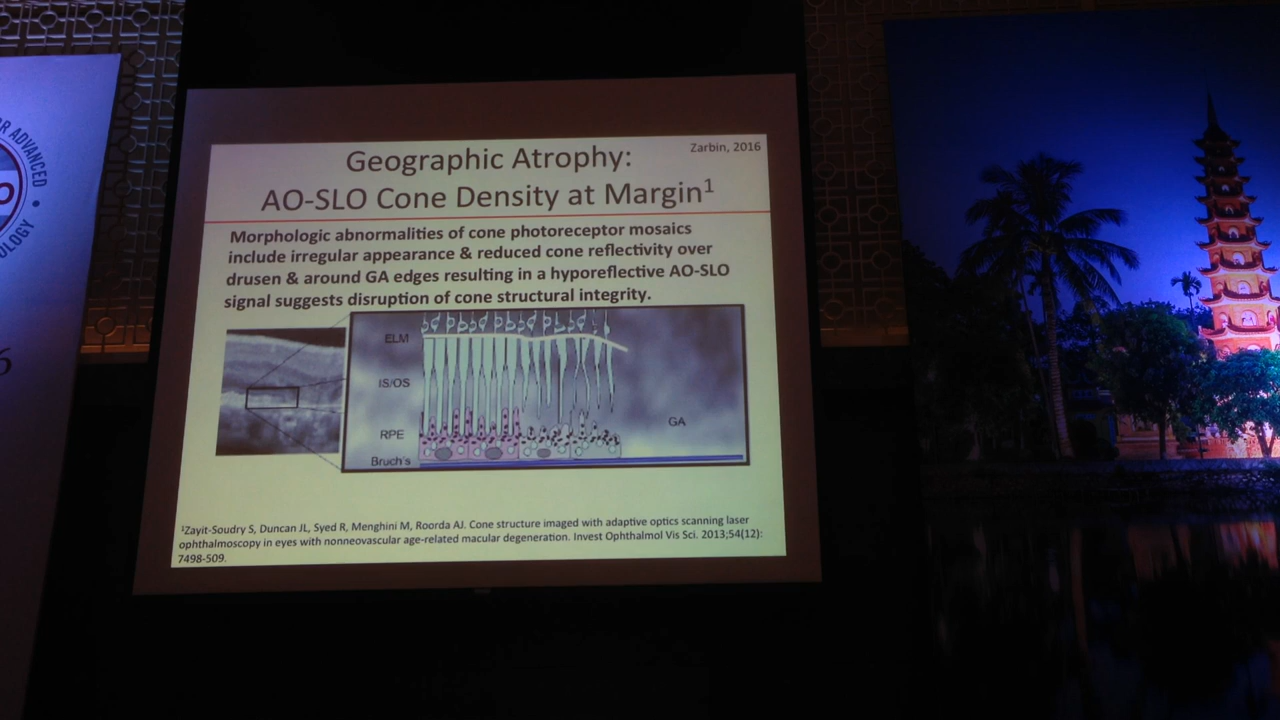 R ADVANCED
OLOGY •
6
Zarbin, 2016
Geographic Atrophy:
AO-SLO Cone Density at Margin1
Morphologic abnormalities of cone photoreceptor mosaics
include irregular appearance & reduced cone reflectivity over
drusen & around GA edges resulting in a hyporeflective AO-SLO
signal suggests disruption of cone structural integrity.
ELM
IS/OS
RPE
Bruch's
GA
1Zayit-Soudry S, Duncan JL, Syed R, Menghini M, Roorda AJ. Cone structure imaged with adaptive optics scanning laser
ophthalmoscopy in eyes with nonneovascular age-related macular degeneration. Invest Ophthalmol Vis Sci. 2013;54(12):
7498-509.